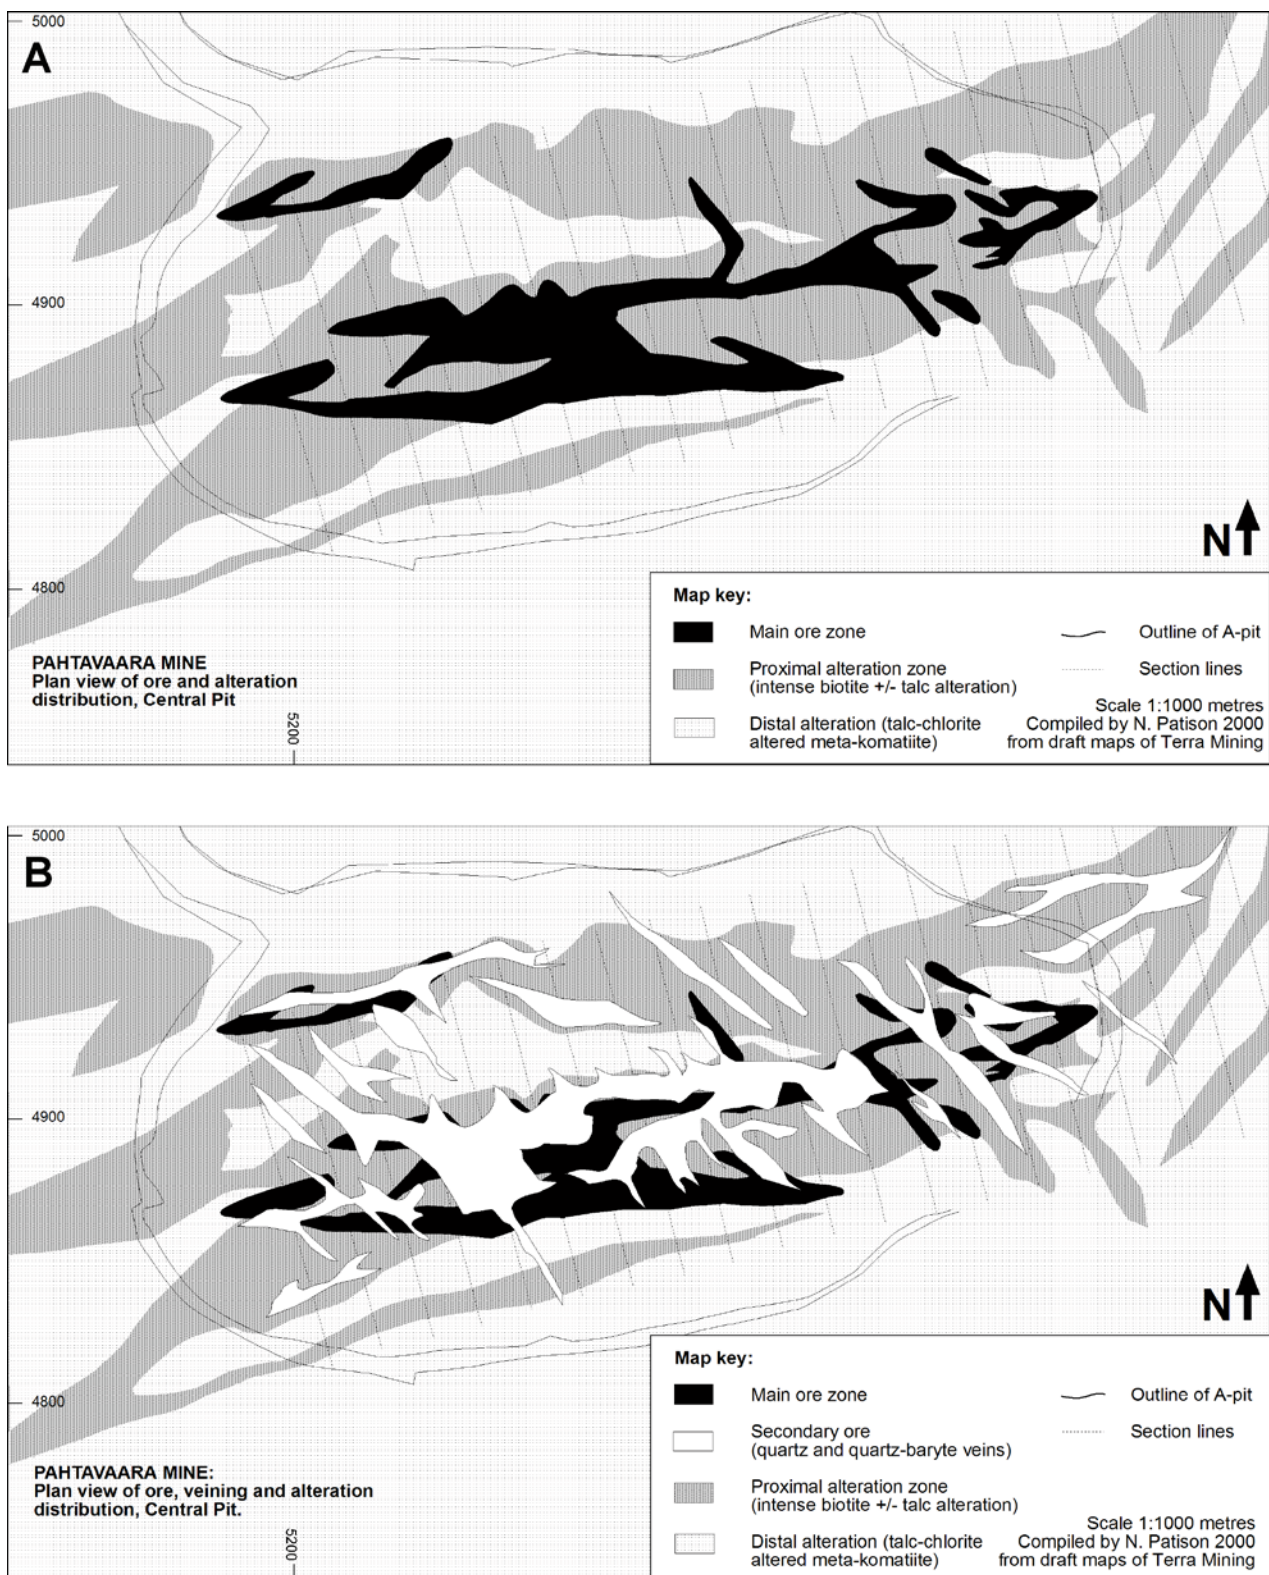 5000
A
4900
4800
N
PAHTAVAARA MINE
Plan view of ore and alteration
distribution, Central Pit
5200
Map key:
Main ore zone
Outline of A-pit
Proximal alteration zone
(intense biotite +/- talc alteration)
Section lines
Distal alteration (talc-chlorite
altered meta-komatiite)
Scale 1:1000 metres
Compiled by N. Patison 2000
from draft maps of Terra Mining
5000
B
4900
4800
N
PAHTAVAARA MINE:
Plan view of ore, veining and alteration
distribution, Central Pit.
5200
Map key:
Main ore zone
Outline of A-pit
Secondary ore
(quartz and quartz-baryte veins)
Section lines
Proximal alteration zone
(intense biotite +/- talc alteration)
Distal alteration (talc-chlorite
altered meta-komatiite)
Scale 1:1000 metres
Compiled by N. Patison 2000
from draft maps of Terra Mining